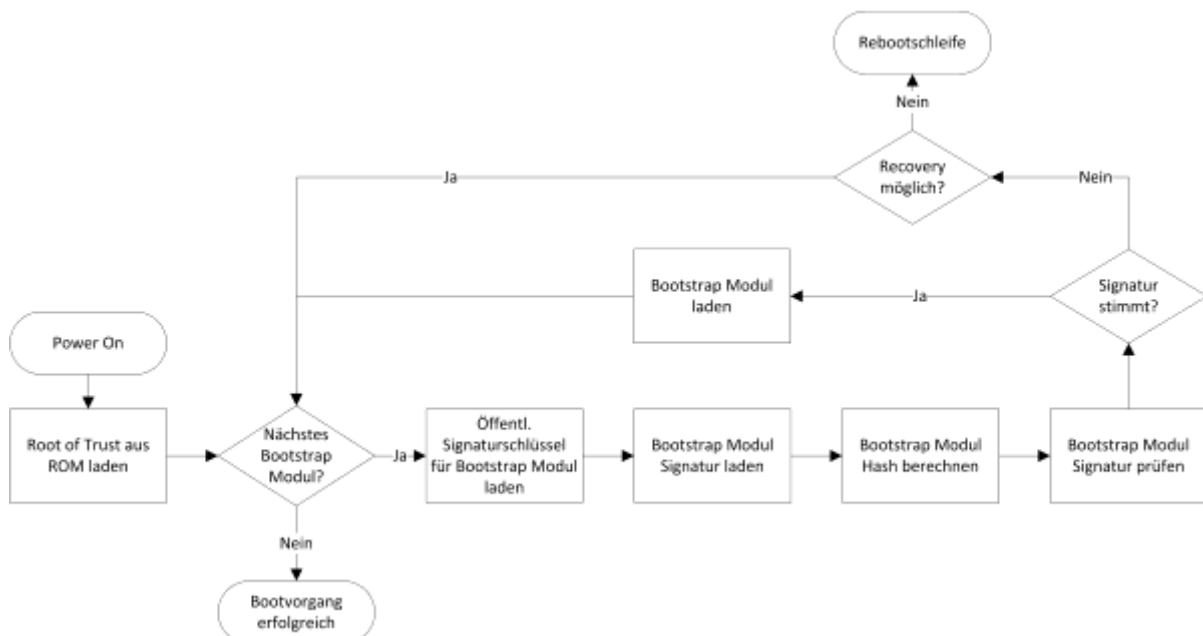 Rebootschleife
Nein
Recovery
möglich?
Ja
Nein
Bootstrap Modul
laden
Ja
Signatur
stimmt?
Power On
Root of Trust aus
ROM laden
Nächstes
Bootstrap
Modul?
Ja
Öffentl.
Signaturschlüssel
für Bootstrap Modul
laden
Bootstrap Modul
Signatur laden
Bootstrap Modul
Hash berechnen
Bootstrap Modul
Signatur prüfen
Nein
Bootvorgang
erfolgreich